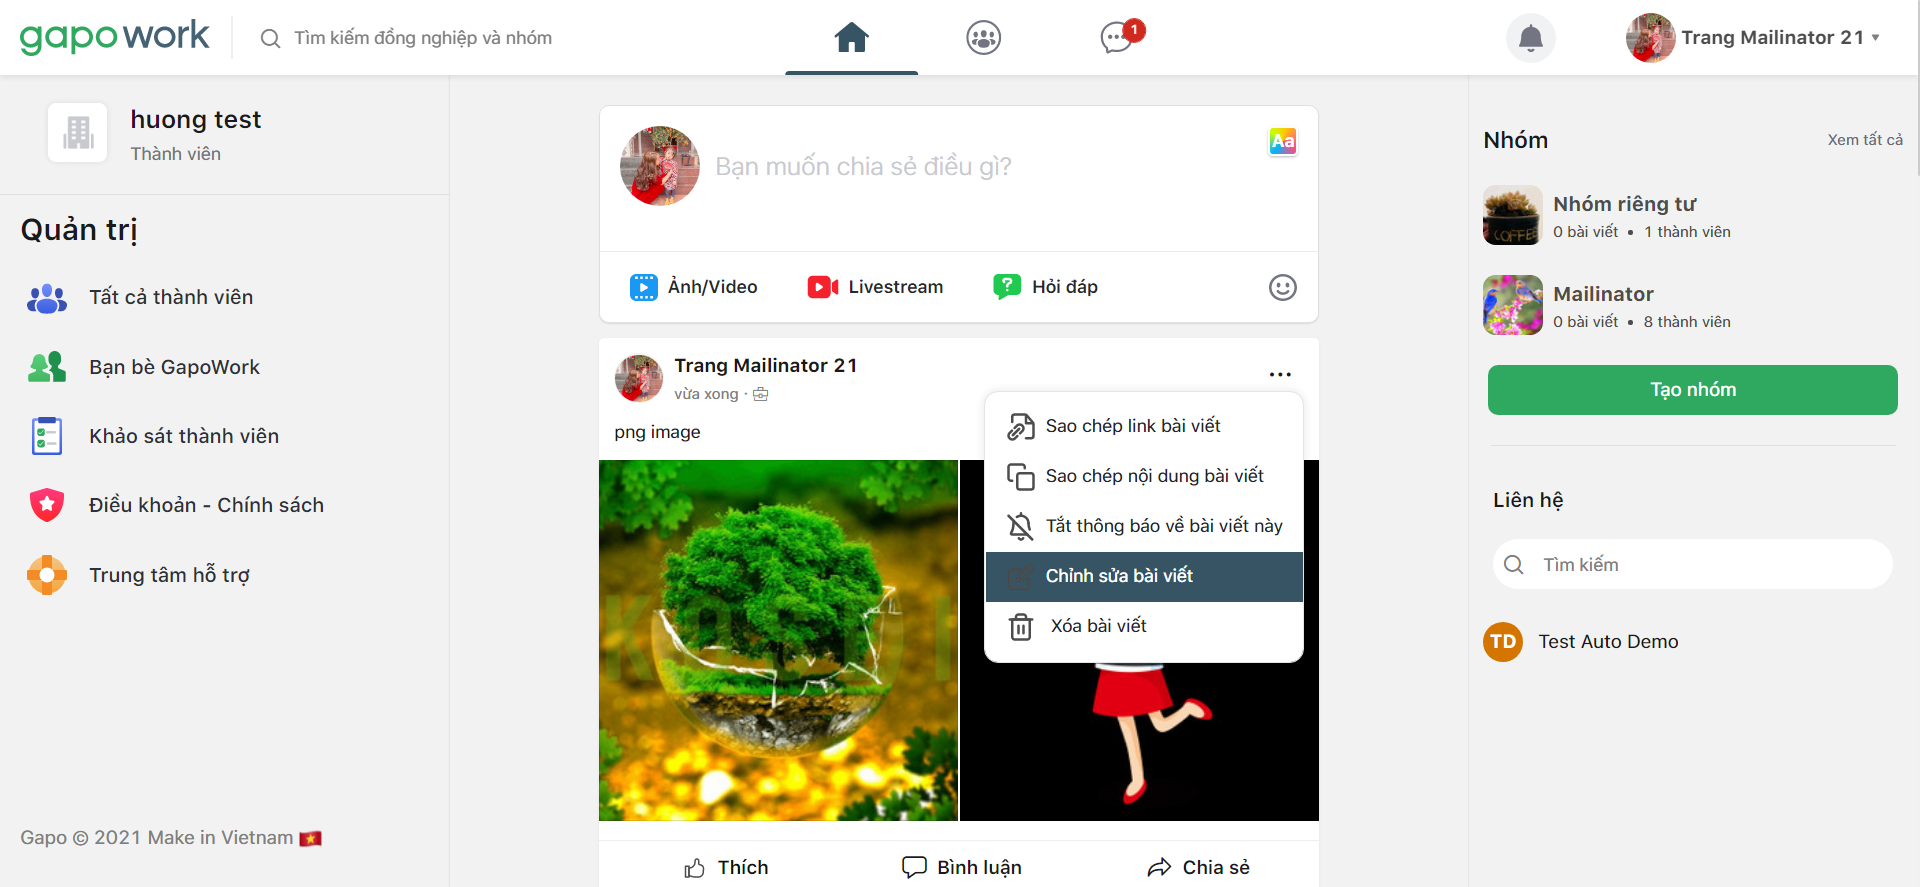 gapowork
Tìm kiếm đồng nghiệp và nhóm
1
Trang Mailinator 21
huong test
Thành viên
Quản trị
Tất cả thành viên
Bạn bè GapoWork
Khảo sát thành viên
Điều khoản - Chính sách
Trung tâm hỗ trợ
Gapo © 2021 Make in Vietnam
Bạn muốn chia sẻ điều gì?
Aa
Ảnh/Video
Livestream
Hỏi đáp
Trang Mailinator 21
vừa xong ·
png image
Sao chép link bài viết
Sao chép nội dung bài viết
Tắt thông báo về bài viết này
Chỉnh sửa bài viết
Xóa bài viết
Thích
Bình luận
Chia sẻ
Nhóm
Xem tất cả
COFFEE
Nhóm riêng tư
0 bài viết • 1 thành viên
Mailinator
0 bài viết • 8 thành viên
Tạo nhóm
Liên hệ
Tìm kiếm
TD
Test Auto Demo